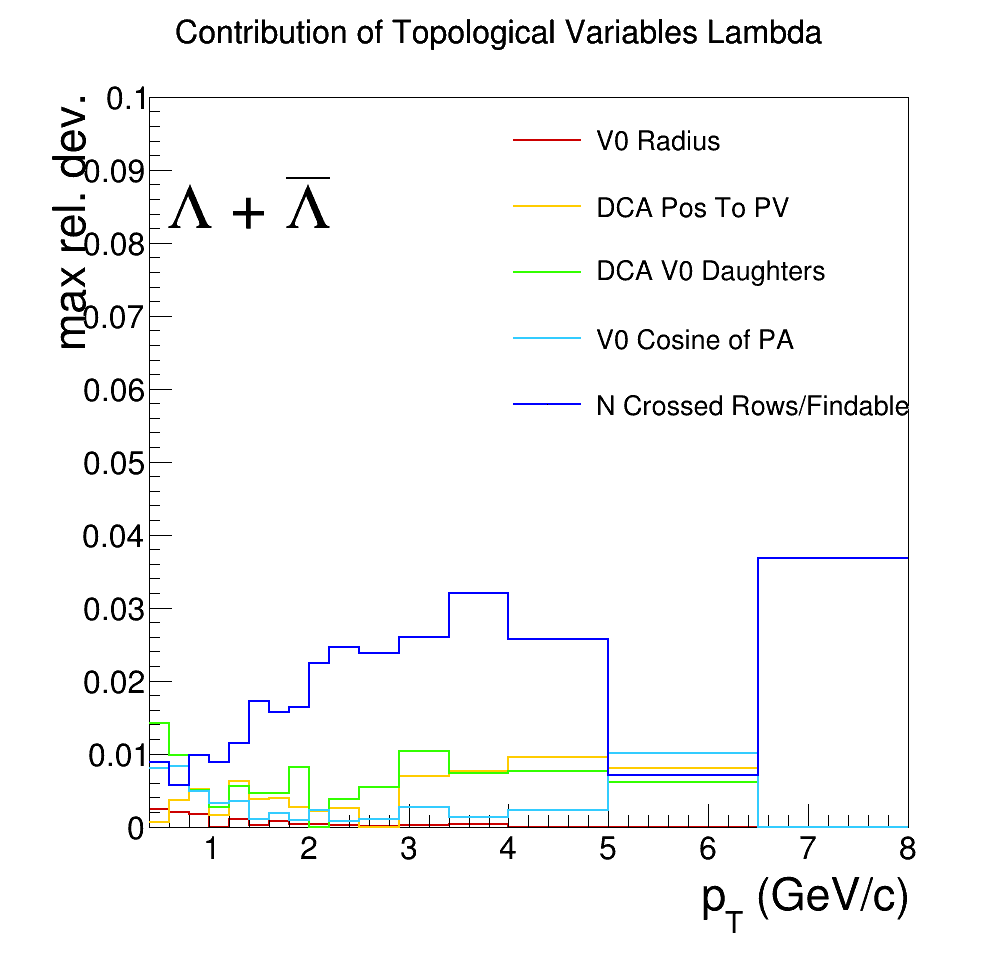 Contribution of Topological Variables Lambda
max rel. dev.
0.1
0.09
0.08
0.07
0.06
0.05
0.04
0.03
0.02
0.01
0
Λ + Λ̅
V0 Radius
DCA Pos To PV
DCA V0 Daughters
V0 Cosine of PA
N Crossed Rows/Findable
1 2 3 4 5 6 7 8
p_T (GeV/c)